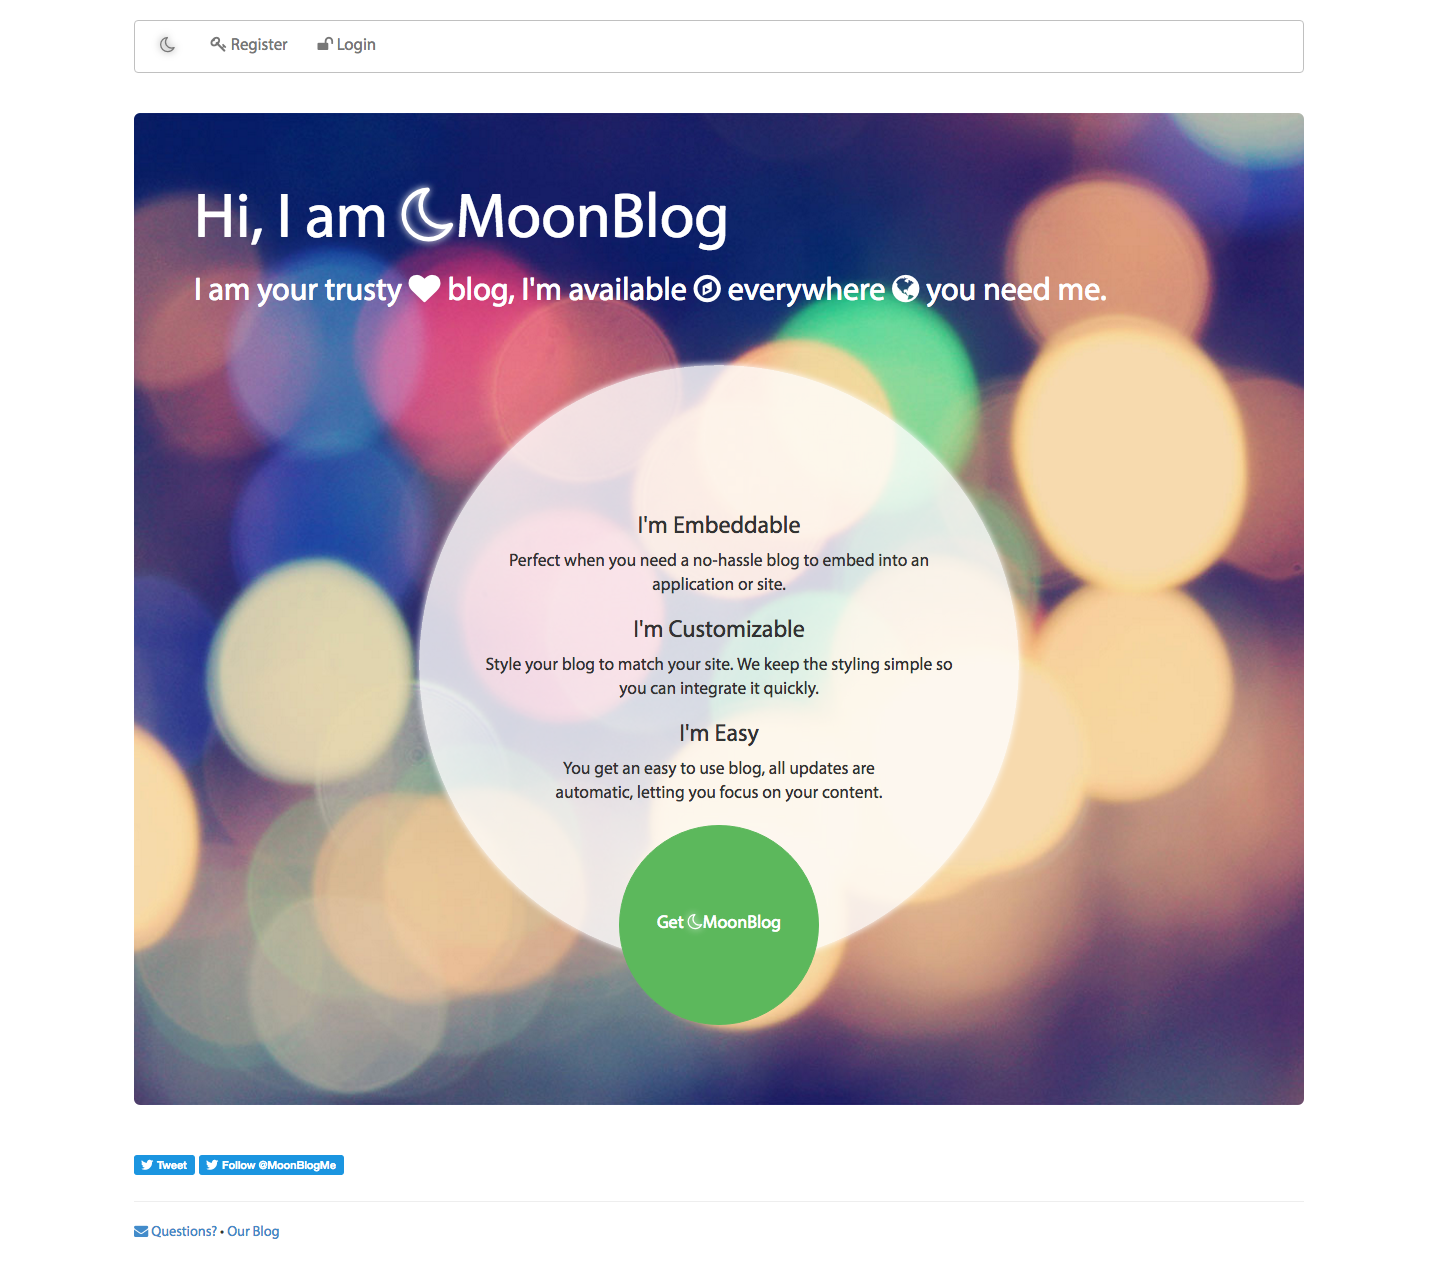 Register Login
Hi, I am MoonBlog
I am your trusty blog, I'm available everywhere you need me.
I'm Embeddable
Perfect when you need a no-hassle blog to embed into an
application or site.
I'm Customizable
Style your blog to match your site. We keep the styling simple so
you can integrate it quickly.
I'm Easy
You get an easy to use blog, all updates are
automatic, letting you focus on your content.
Get MoonBlog
Tweet Follow @MoonBlogMe
Questions? • Our Blog